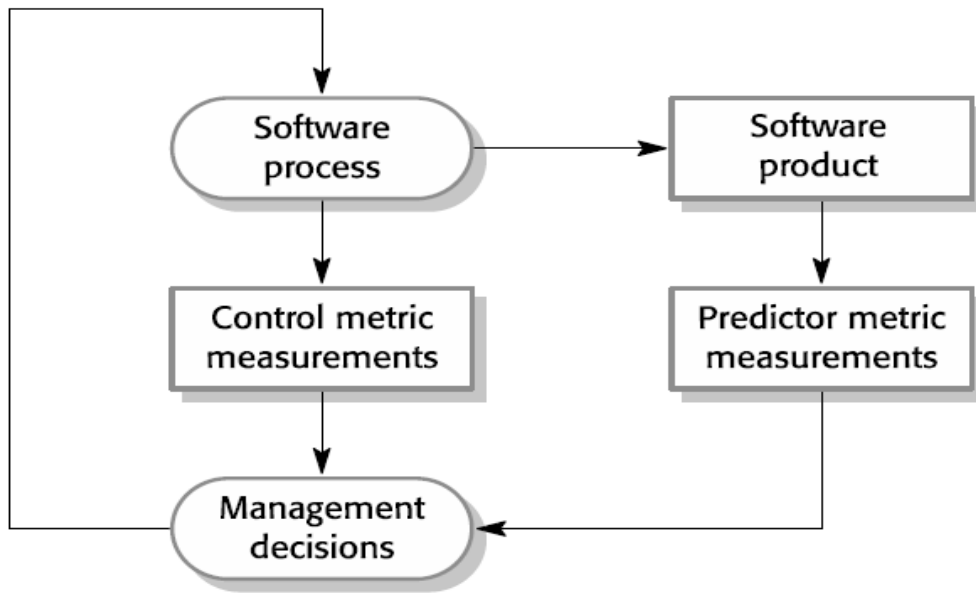 Software
process
Software
product
Control metric
measurements
Predictor metric
measurements
Management
decisions